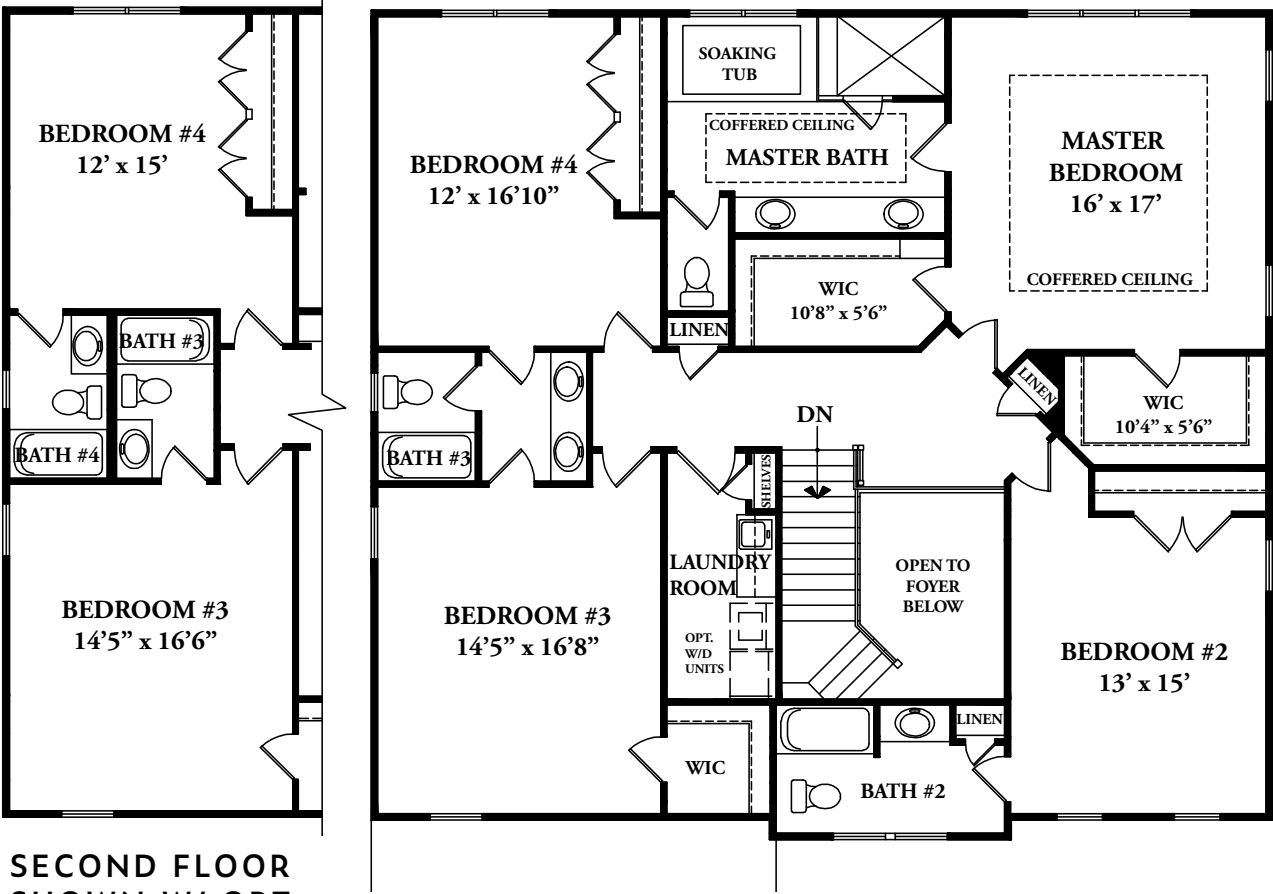 BEDROOM #4
12' x 15'
BATH #3
BATH #4
BEDROOM #3
14'5" x 16'6"
SECOND FLOOR
SHOWN W/ OPT
BEDROOM #4
12' x 16'10"
SOAKING
TUB
COFFERED CEILING
MASTER BATH
MASTER
BEDROOM
16' x 17'
COFFERED CEILING
WIC
10'8" x 5'6"
LINEN
LINEN
WIC
10'4" x 5'6"
DN
BATH #3
SHELVES
LAUNDRY
ROOM
OPT.
W/D
UNITS
OPEN TO
FOYER
BELOW
BEDROOM #3
14'5" x 16'8"
BEDROOM #2
13' x 15'
WIC
LINEN
BATH #2